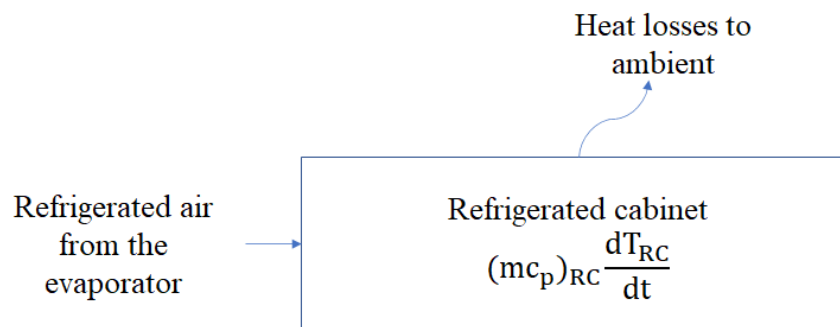 Heat losses to
ambient
Refrigerated air
from the
evaporator
Refrigerated cabinet
(mc_p)_RC dT_RC/dt